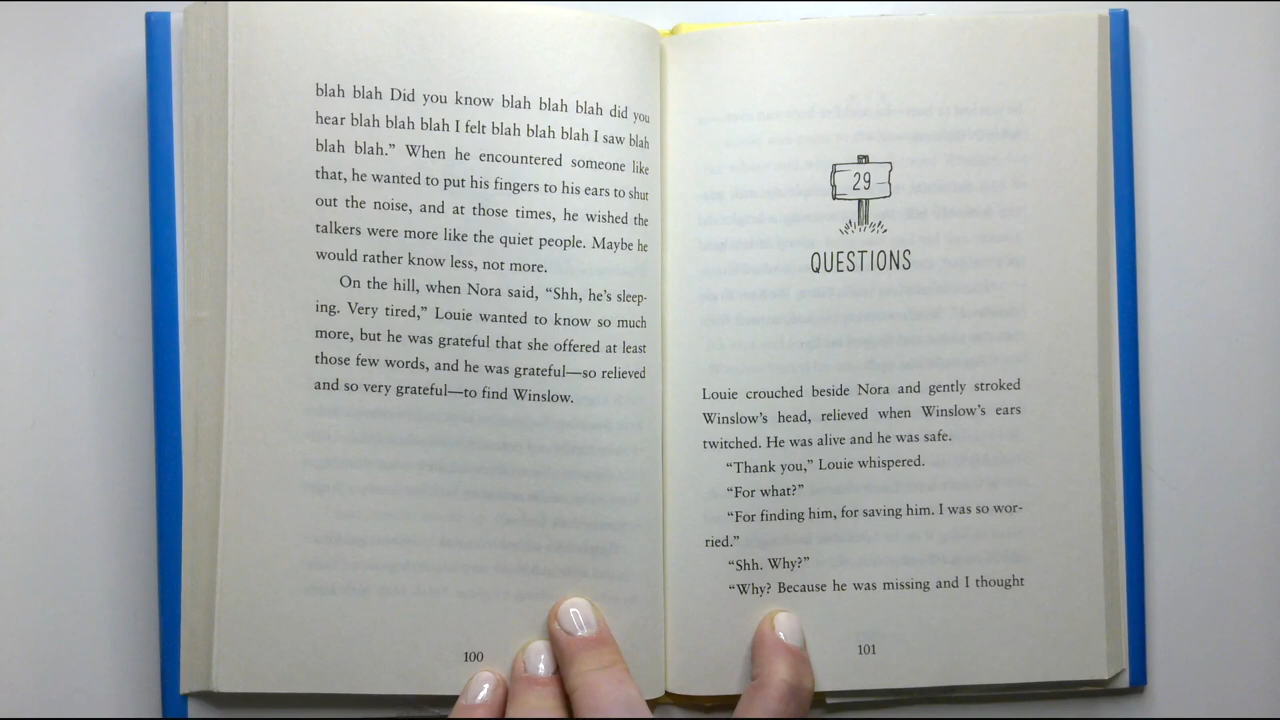 blah blah Did you know blah blah blah did you
hear blah blah blah I felt blah blah blah I saw blah
blah blah.” When he encountered someone like
that, he wanted to put his fingers to his ears to shut
out the noise, and at those times, he wished the
talkers were more like the quiet people. Maybe he
would rather know less, not more.
On the hill, when Nora said, “Shh, he’s sleep-
ing. Very tired,” Louie wanted to know so much
more, but he was grateful that she offered at least
those few words, and he was grateful—so relieved
and so very grateful—to find Winslow.
100
29
QUESTIONS
Louie crouched beside Nora and gently stroked
Winslow’s head, relieved when Winslow’s ears
twitched. He was alive and he was safe.
“Thank you,” Louie whispered.
“For what?”
“For finding him, for saving him. I was so wor-
ried.”
“Shh. Why?”
“Why? Because he was missing and I thought
101